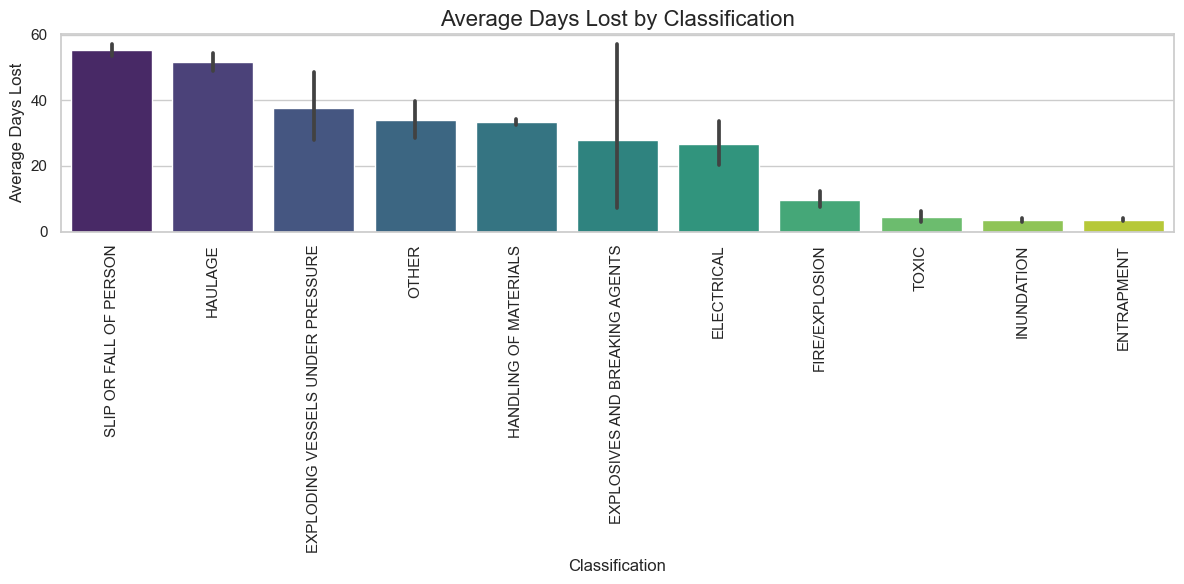 Average Days Lost by Classification
Average Days Lost
60
40
20
0
SLIP OR FALL OF PERSON
HAULAGE
EXPLODING VESSELS UNDER PRESSURE
OTHER
HANDLING OF MATERIALS
EXPLOSIVES AND BREAKING AGENTS
ELECTRICAL
FIRE/EXPLOSION
TOXIC
INUNDATION
ENTRAPMENT
Classification